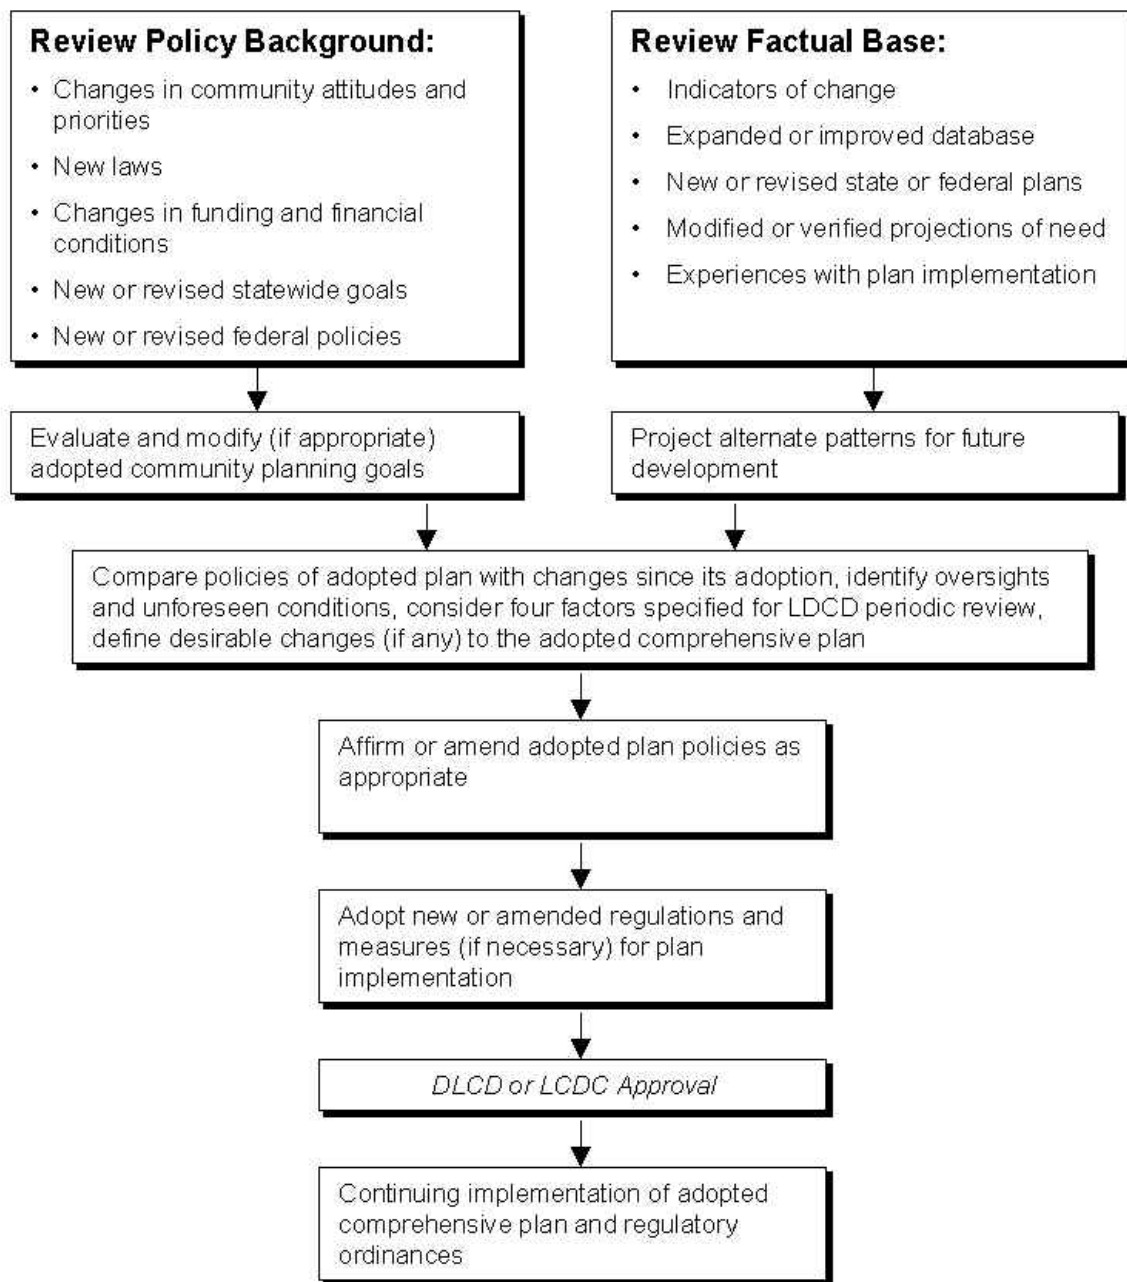 Review Policy Background:
• Changes in community attitudes and
priorities
• New laws
• Changes in funding and financial
conditions
• New or revised statewide goals
• New or revised federal policies
Review Factual Base:
• Indicators of change
• Expanded or improved database
• New or revised state or federal plans
• Modified or verified projections of need
• Experiences with plan implementation
Evaluate and modify (if appropriate)
adopted community planning goals
Project alternate patterns for future
development
Compare policies of adopted plan with changes since its adoption, identify oversights
and unforeseen conditions, consider four factors specified for LDCD periodic review,
define desirable changes (if any) to the adopted comprehensive plan
Affirm or amend adopted plan policies as
appropriate
Adopt new or amended regulations and
measures (if necessary) for plan
implementation
DLCD or LCDC Approval
Continuing implementation of adopted
comprehensive plan and regulatory
ordinances